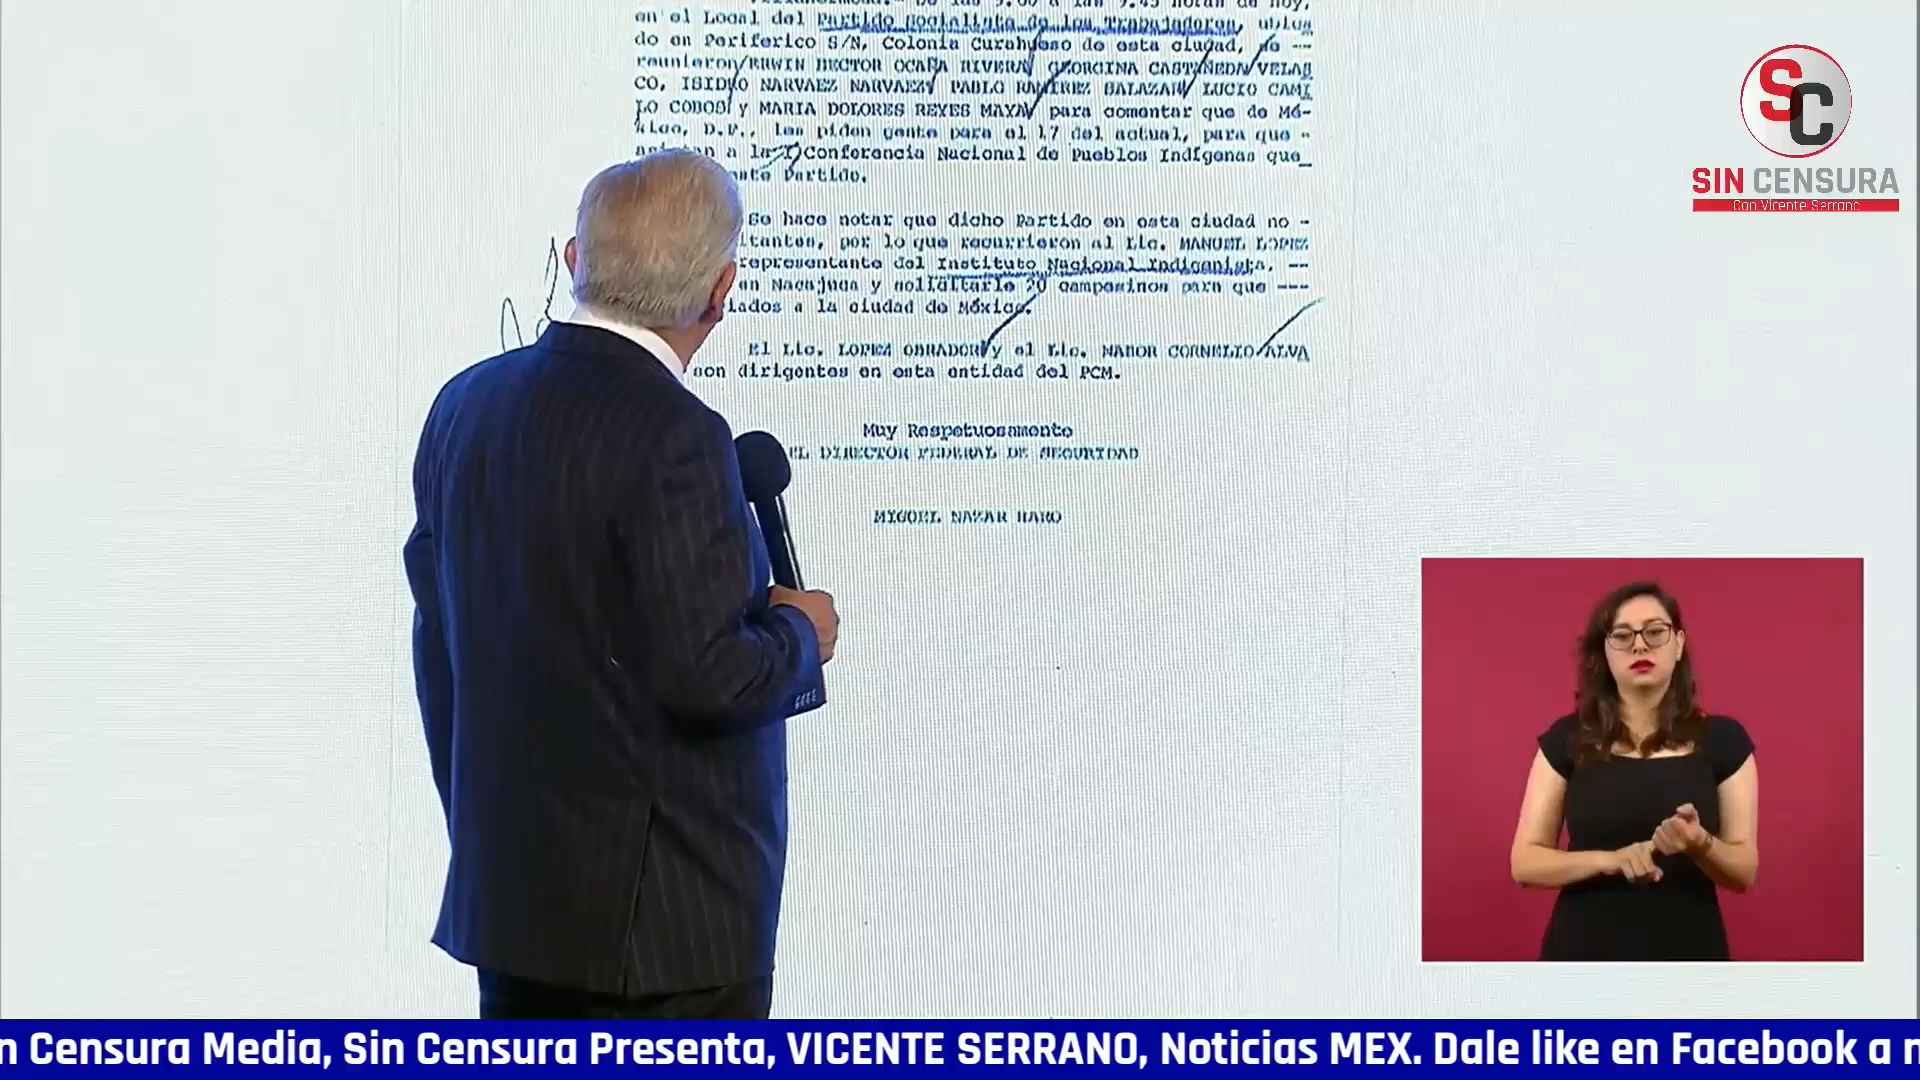 en el Local del Partido Socialista de los Trabajadores, ubica
do en Periferico S/N, Colonia Curahueso de esta ciudad, se --
reunieron ERWIN HECTOR OCAÑA RIVERA, GEORGINA CASTAÑEDA VELAS
CO, ISIDRO NARVAEZ NARVAEZ, PABLO RAMIREZ SALAZAR, LUCIO CAMI
LO COBOS y MARIA DOLORES REYES MAYA, para comentar que de Mé-
xico, D.F., les piden gente para el 17 del actual, para que -
asistan a la I Conferencia Nacional de Pueblos Indígenas que_
este Partido.
Se hace notar que dicho Partido en esta ciudad no -
itantes, por lo que recurrieron al Lic. MANUEL LOPEZ
representante del Instituto Nacional Indigenista, --
en Nacajuca y solicitarle 20 campesinos para que ---
iados a la ciudad de México.
El Lic. LOPEZ OBRADOR y el Lic. NABOR CORNELIO ALVA
son dirigentes en esta entidad del PCM.
Muy Respetuosamente
EL DIRECTOR FEDERAL DE SEGURIDAD
MIGUEL NAZAR HARO
SC
SIN CENSURA
Con Vicente Serrano
n Censura Media, Sin Censura Presenta, VICENTE SERRANO, Noticias MEX. Dale like en Facebook a n